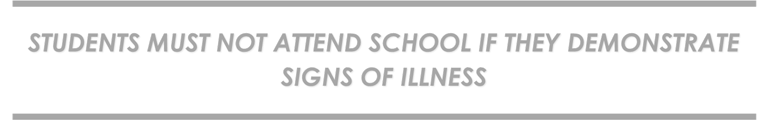 STUDENTS MUST NOT ATTEND SCHOOL IF THEY DEMONSTRATE
SIGNS OF ILLNESS